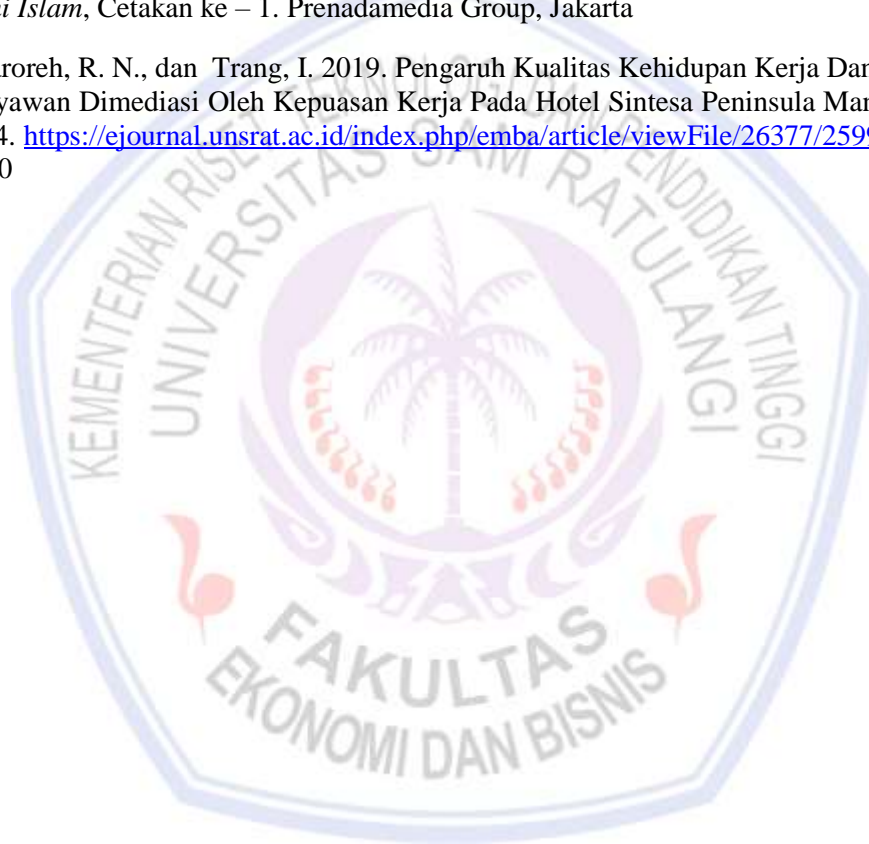 ni Islam, Cetakan ke – 1. Prenadamedia Group, Jakarta
aroreh, R. N., dan Trang, I. 2019. Pengaruh Kualitas Kehidupan Kerja Dan
yawan Dimediasi Oleh Kepuasan Kerja Pada Hotel Sintesa Peninsula Man
4. https://ejournal.unsrat.ac.id/index.php/emba/article/viewFile/26377/2599
0
KEMENTERIAN RISET TEKNOLOGI DAN PENDIDIKAN TINGGI
UNIVERSITAS SAM RATULANGI
FAKULTAS
EKONOMI DAN BISNIS